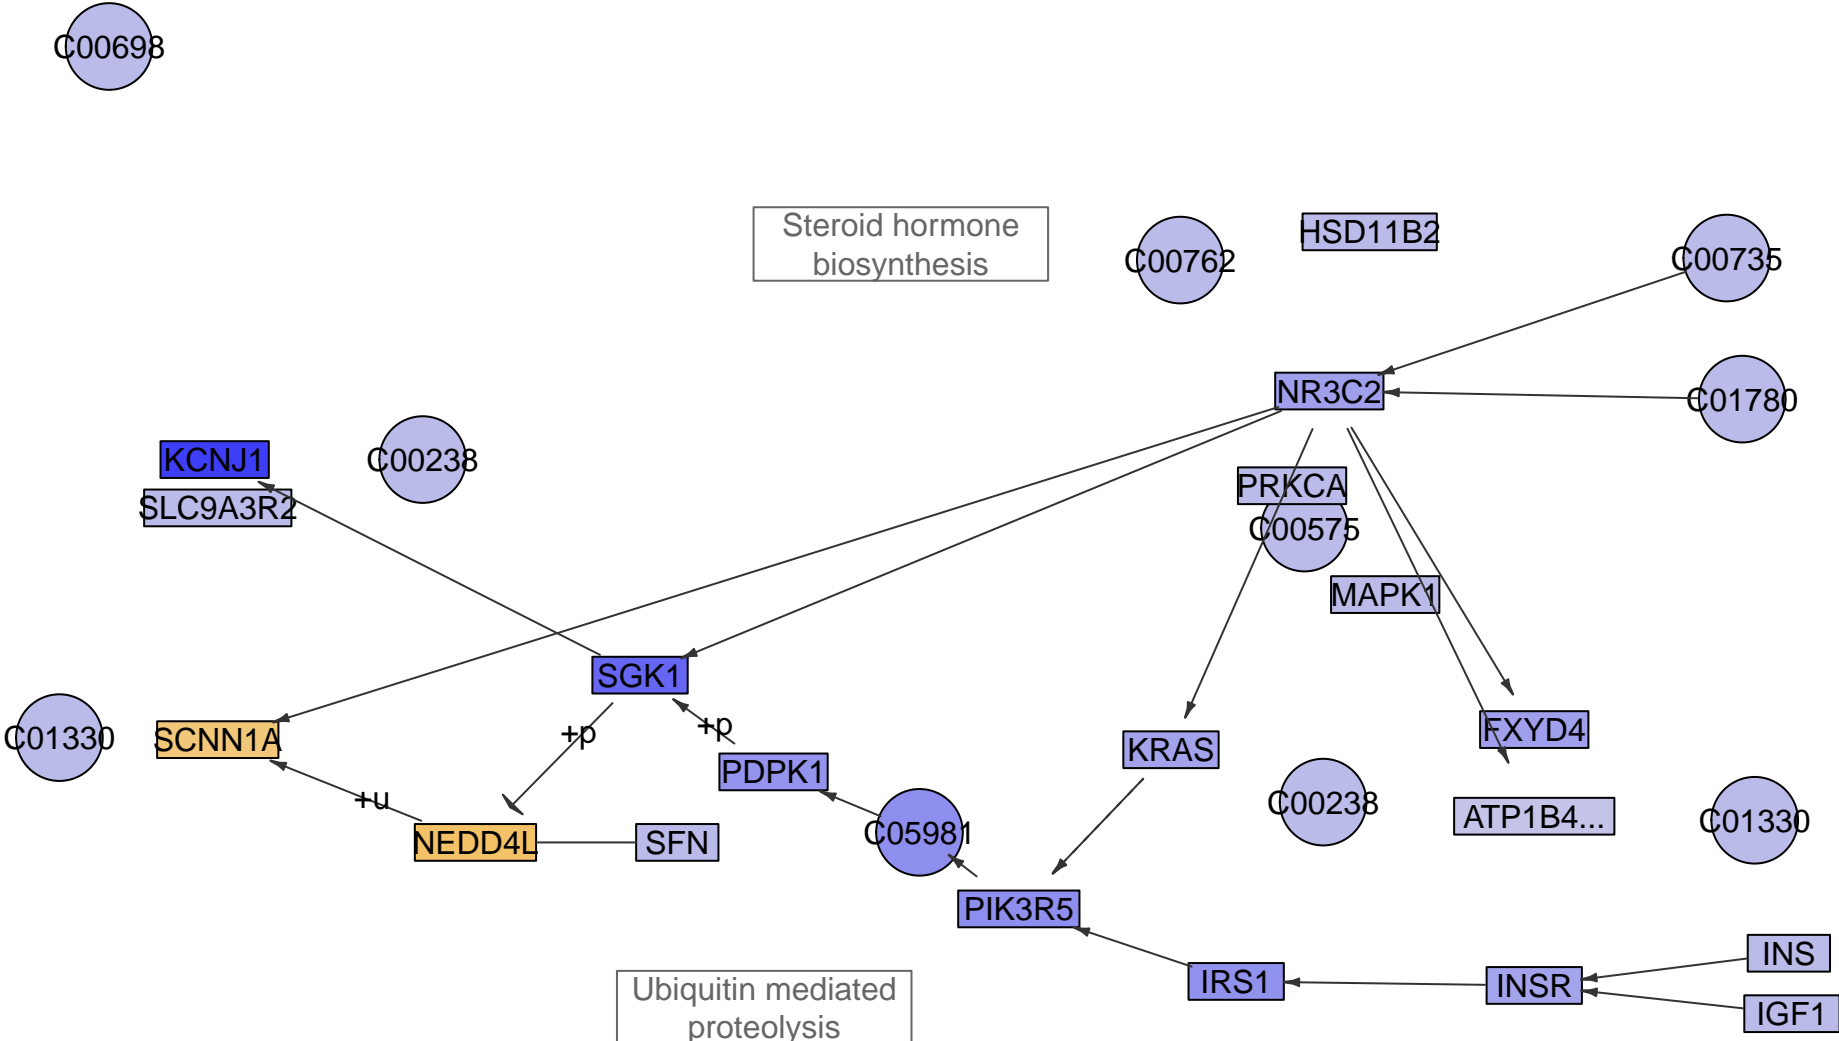 C00698
Steroid hormone
biosynthesis
C00762
HSD11B2
C00735
NR3C2
C01780
KCNJ1
C00238
SLC9A3R2
PRKCA
C00575
MAPK1
SGK1
+p
+p
C01330
SCNN1A
FXYD4
KRAS
PDPK1
+u
C00238
ATP1B4...
C01330
NEDD4L
SFN
C05981
PIK3R5
INS
IRS1
INSR
IGF1
Ubiquitin mediated
proteolysis